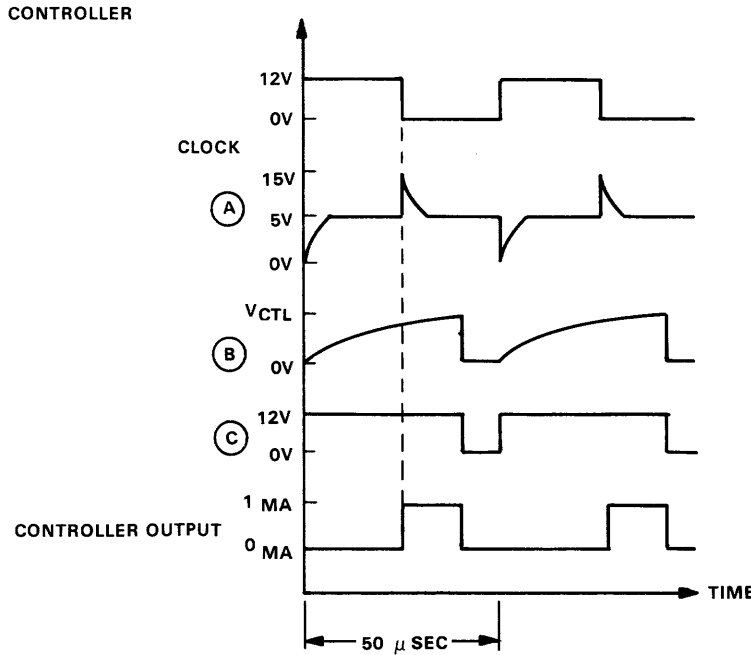 CONTROLLER
12V
0V
CLOCK
15V
A
5V
0V
VCTL
B
0V
12V
C
0V
1 MA
CONTROLLER OUTPUT
0 MA
TIME
50 μ SEC